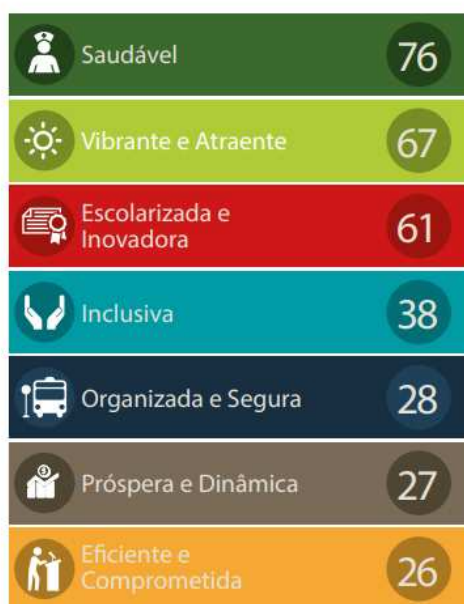 Saudável
76
Vibrante e Atraente
67
Escolarizada e
Inovadora
61
Inclusiva
38
Organizada e Segura
28
Próspera e Dinâmica
27
Eficiente e
Comprometida
26